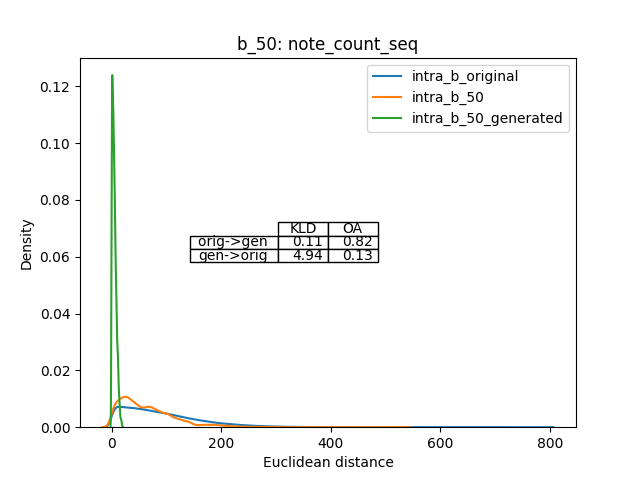 b_50: note_count_seq
intra_b_original
intra_b_50
intra_b_50_generated
Density
0.12
0.10
0.08
0.06
0.04
0.02
0.00
KLD OA
orig->gen 0.11 0.82
gen->orig 4.94 0.13
0 200 400 600 800
Euclidean distance